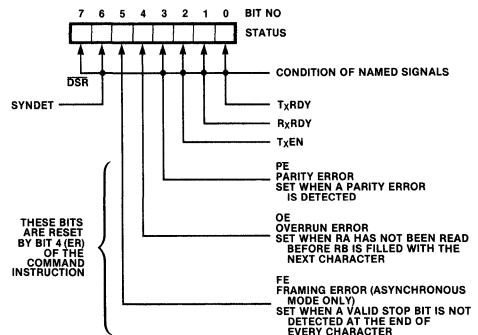 7 6 5 4 3 2 1 0 BIT NO
STATUS
DSR
CONDITION OF NAMED SIGNALS
SYNDET
TXRDY
RXRDY
TXEN
PE
PARITY ERROR
SET WHEN A PARITY ERROR
IS DETECTED
THESE BITS
ARE RESET
BY BIT 4 (ER)
OF THE
COMMAND
INSTRUCTION
OE
OVERRUN ERROR
SET WHEN RA HAS NOT BEEN READ
BEFORE RB IS FILLED WITH THE
NEXT CHARACTER
FE
FRAMING ERROR (ASYNCHRONOUS
MODE ONLY)
SET WHEN A VALID STOP BIT IS NOT
DETECTED AT THE END OF
EVERY CHARACTER